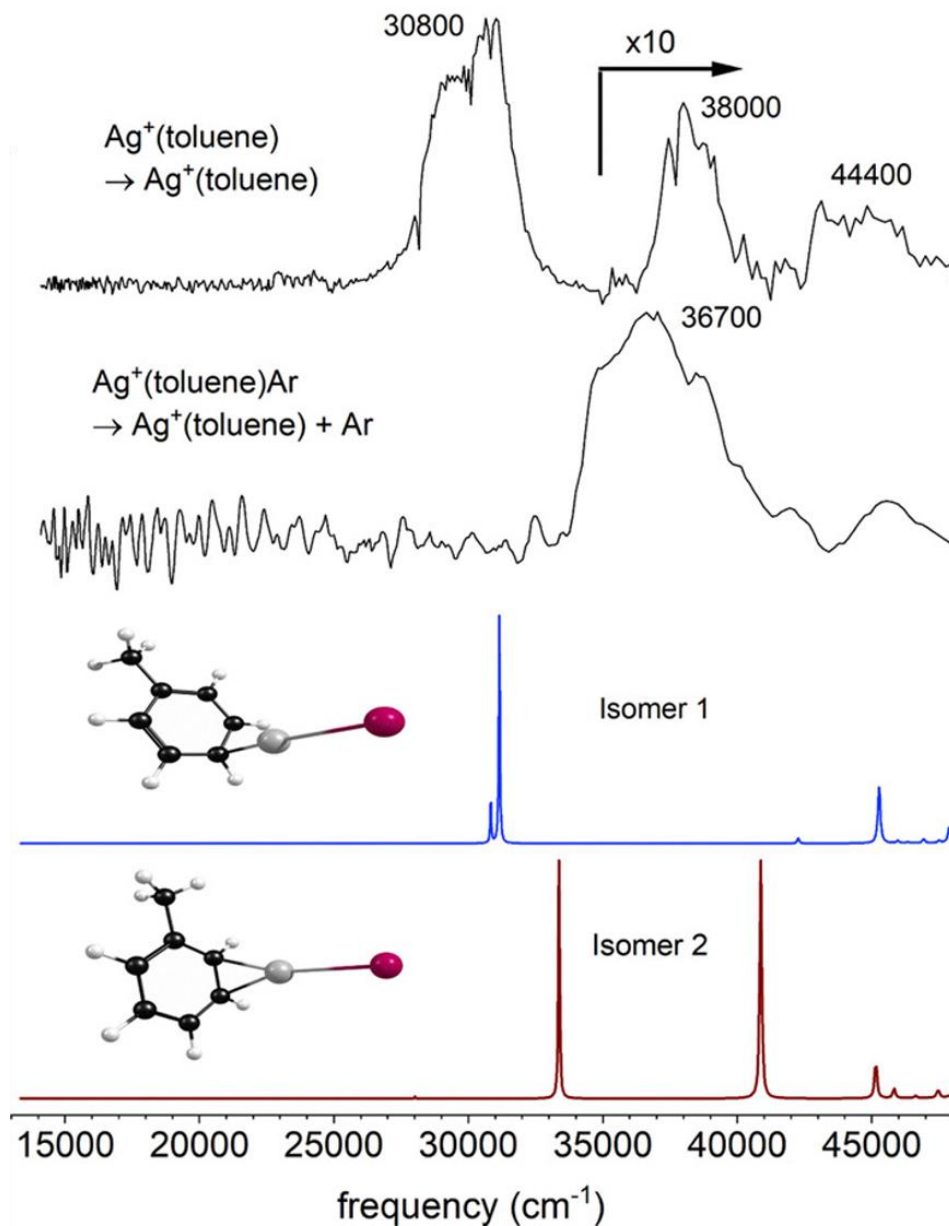 30800
x10
38000
Ag⁺(toluene)
→ Ag⁺(toluene)
44400
36700
Ag⁺(toluene)Ar
→ Ag⁺(toluene) + Ar
Isomer 1
Isomer 2
15000 20000 25000 30000 35000 40000 45000
frequency (cm⁻¹)